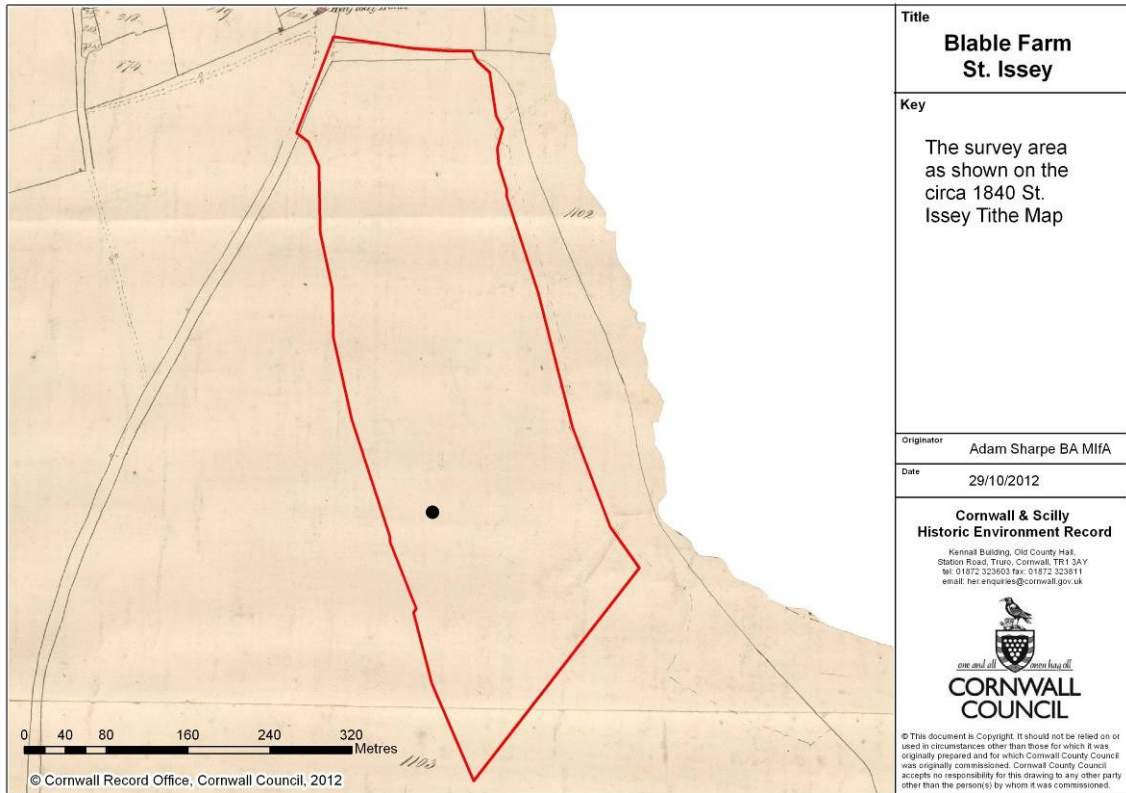 Title
Blable Farm
St. Issey
Key
The survey area
as shown on the
circa 1840 St.
Issey Tithe Map
Originator
Adam Sharpe BA MIfA
Date
29/10/2012
Cornwall & Scilly
Historic Environment Record
Kennall Building, Old County Hall,
Station Road, Truro, Cornwall, TR1 3AY
tel: 01872 323603 fax: 01872 323811
email: her.enquiries@cornwall.gov.uk
one and all onen hag oll
CORNWALL
COUNCIL
© This document is Copyright. It should not be relied on or
used in circumstances other than those for which it was
originally prepared and for which Cornwall County Council
was originally commissioned. Cornwall County Council
accepts no responsibility for this drawing to any other party
other than the person(s) by whom it was commissioned.
1102
1103
0 40 80 160 240 320
Metres
© Cornwall Record Office, Cornwall Council, 2012